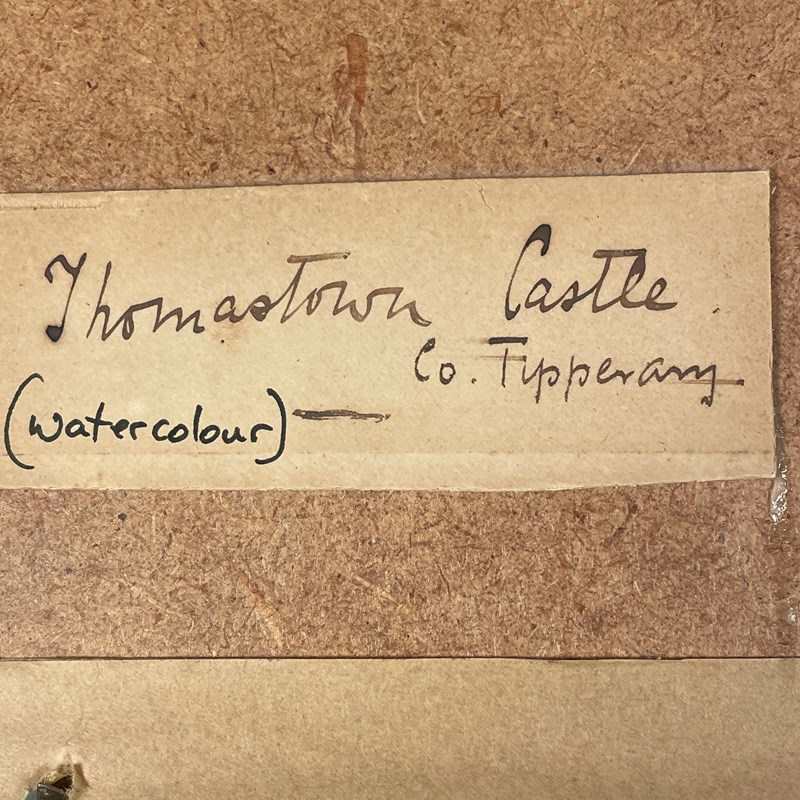 Thomastown Castle
Co. Tipperary
(watercolour)